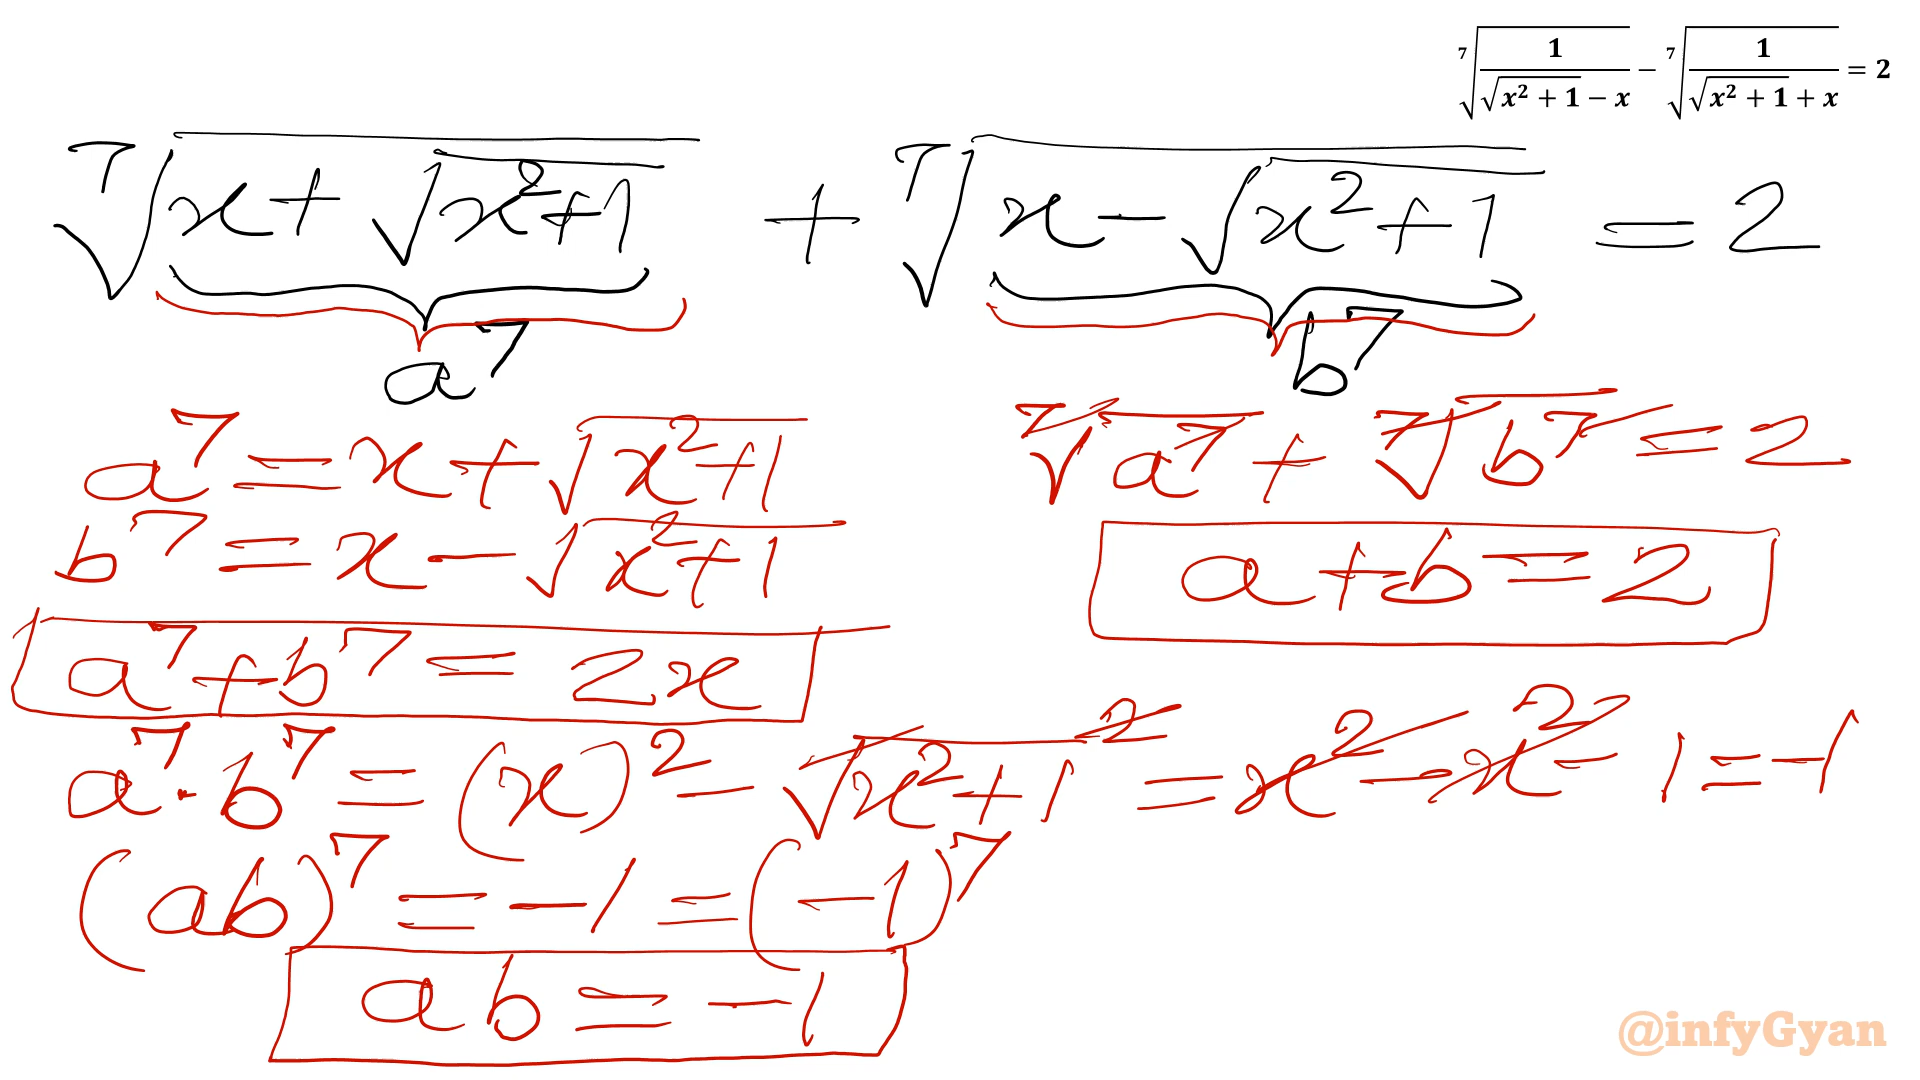 ⁷√(1/(√(x² + 1) − x)) − ⁷√(1/(√(x² + 1) + x)) = 2
⁷√(x + √(x²+1)) + ⁷√(x − √(x²+1)) = 2
a⁷ b⁷
a⁷ = x + √(x²+1) ⁷√(a⁷) + ⁷√(b⁷) = 2
b⁷ = x − √(x²+1) a + b = 2
a⁷ + b⁷ = 2x
a⁷·b⁷ = (x)² − √(x²+1)² = x² − x² − 1 = −1
(ab)⁷ = −1 = (−1)⁷
ab = −1
@infyGyan